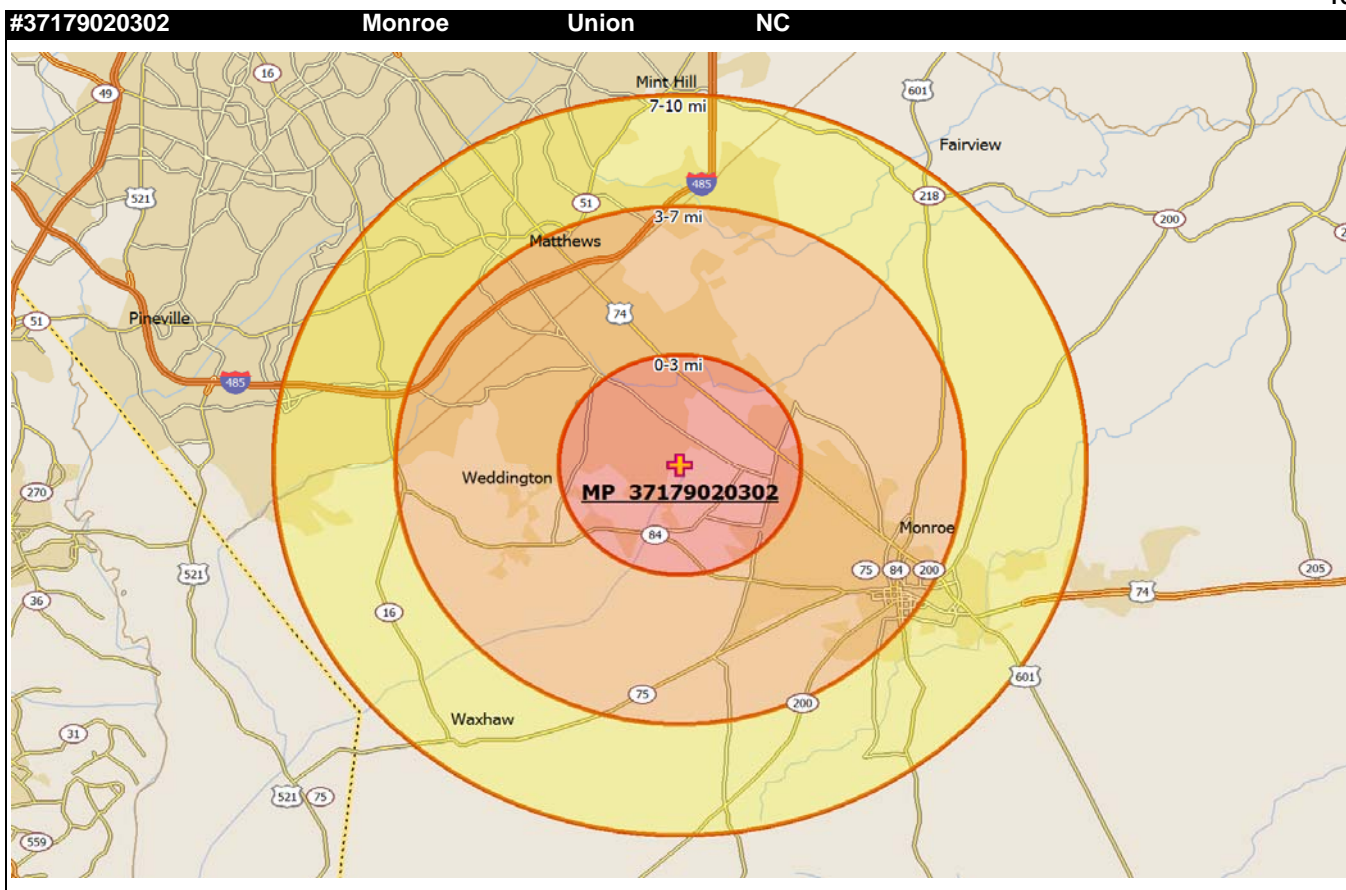 #37179020302 Monroe Union NC
16
49
Mint Hill
7-10 mi
601
Fairview
485
521
51
218
3-7 mi
200
Matthews
74
51
Pineville
0-3 mi
485
Weddington
MP 37179020302
270
84
Monroe
75 84 200
205
521
74
36
16
601
75
200
Waxhaw
31
521 75
559